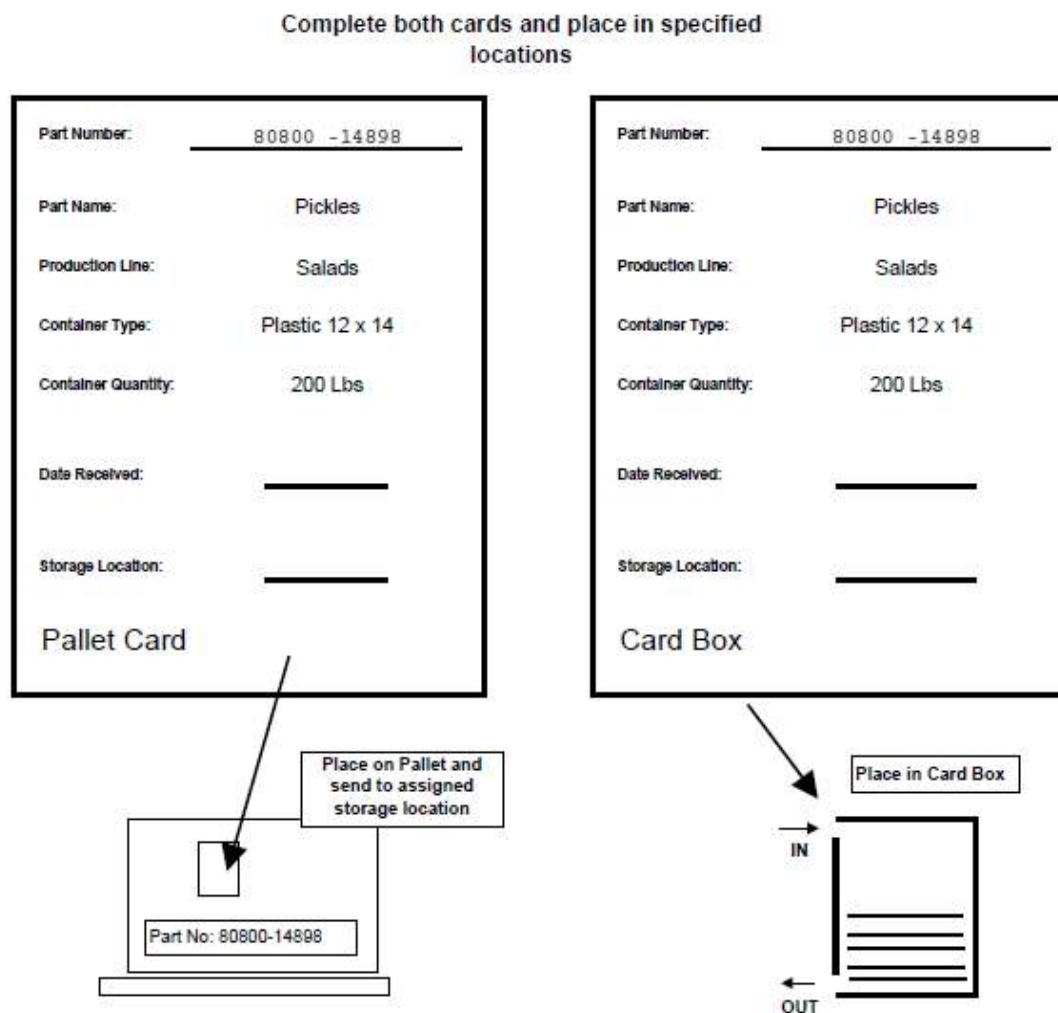 Complete both cards and place in specified
locations
Part Number: 80800 -14898
Part Name: Pickles
Production Line: Salads
Container Type: Plastic 12 x 14
Container Quantity: 200 Lbs
Date Received:
Storage Location:
Pallet Card
Part Number: 80800 -14898
Part Name: Pickles
Production Line: Salads
Container Type: Plastic 12 x 14
Container Quantity: 200 Lbs
Date Received:
Storage Location:
Card Box
Place on Pallet and
send to assigned
storage location
Part No: 80800-14898
Place in Card Box
IN
OUT